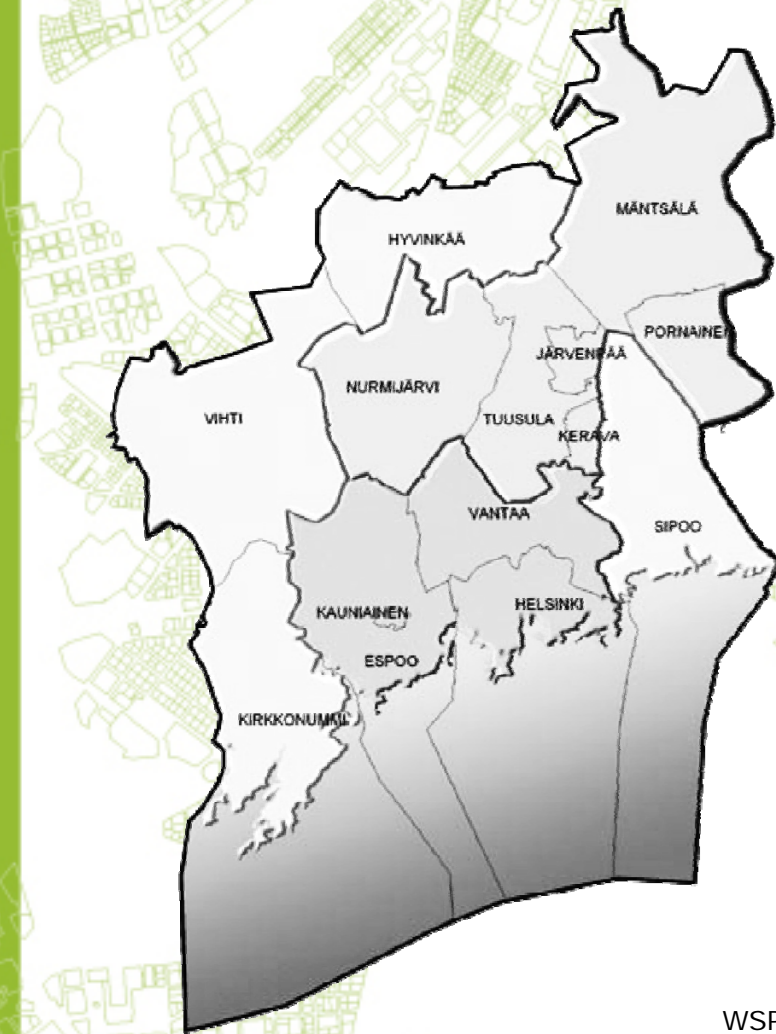 MÄNTSÄLÄ
HYVINKÄÄ
PORNAINEN
JÄRVENPÄÄ
NURMIJÄRVI
VIHTI
TUUSULA
KERAVA
VANTAA
SIPOO
KAUNIAINEN
HELSINKI
ESPOO
KIRKKONUMMI
WSP